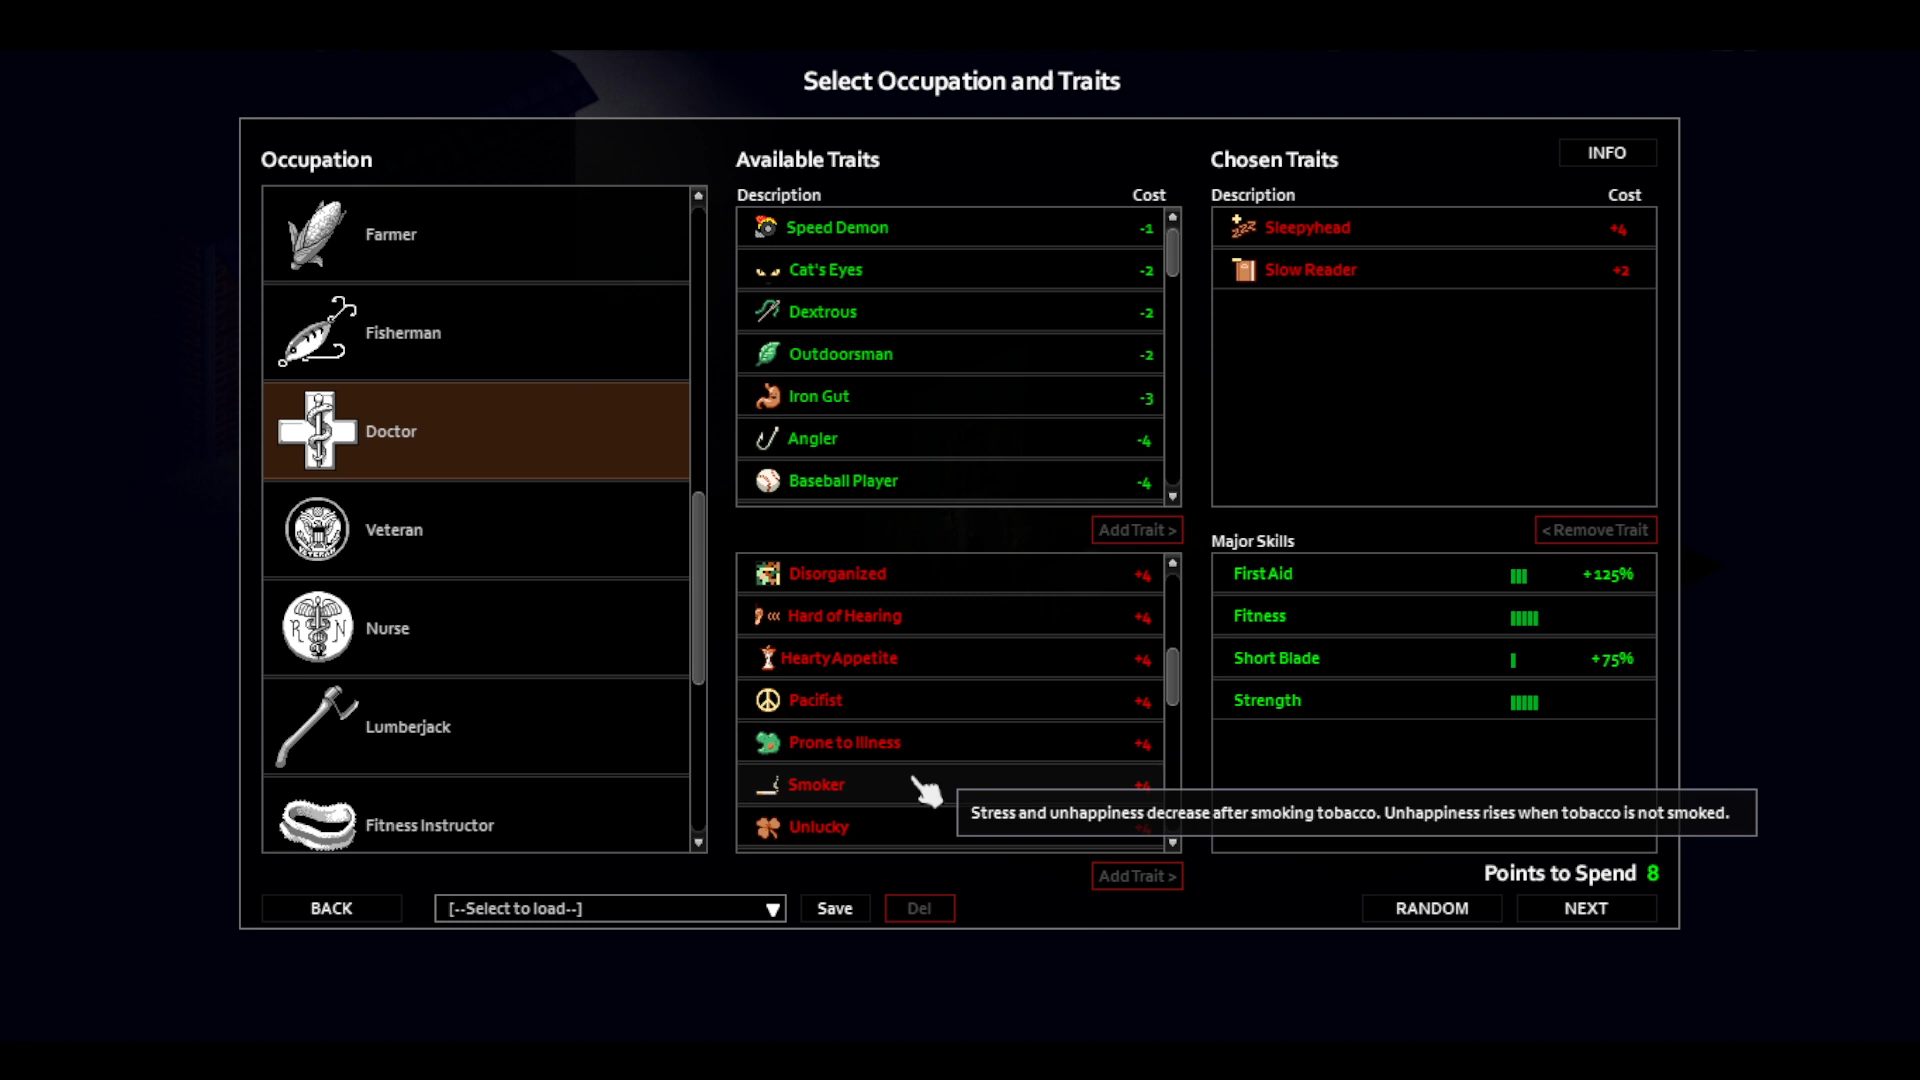 Select Occupation and Traits
Occupation
Farmer
Fisherman
Doctor
VETERAN
Veteran
R N
Nurse
Lumberjack
Fitness Instructor
Available Traits
Description Cost
Speed Demon -1
Cat's Eyes -2
Dextrous -2
Outdoorsman -2
Iron Gut -3
Angler -4
Baseball Player -4
Add Trait >
Disorganized +4
Hard of Hearing +4
Hearty Appetite +4
Pacifist +4
Prone to Illness +4
Smoker +4
Stress and unhappiness decrease after smoking tobacco. Unhappiness rises when tobacco is not smoked.
Unlucky +4
Add Trait >
Chosen Traits
INFO
Description Cost
Sleepyhead +4
Slow Reader +2
< Remove Trait
Major Skills
First Aid +125%
Fitness
Short Blade +75%
Strength
Points to Spend 8
BACK
[--Select to load--]
Save
Del
RANDOM
NEXT